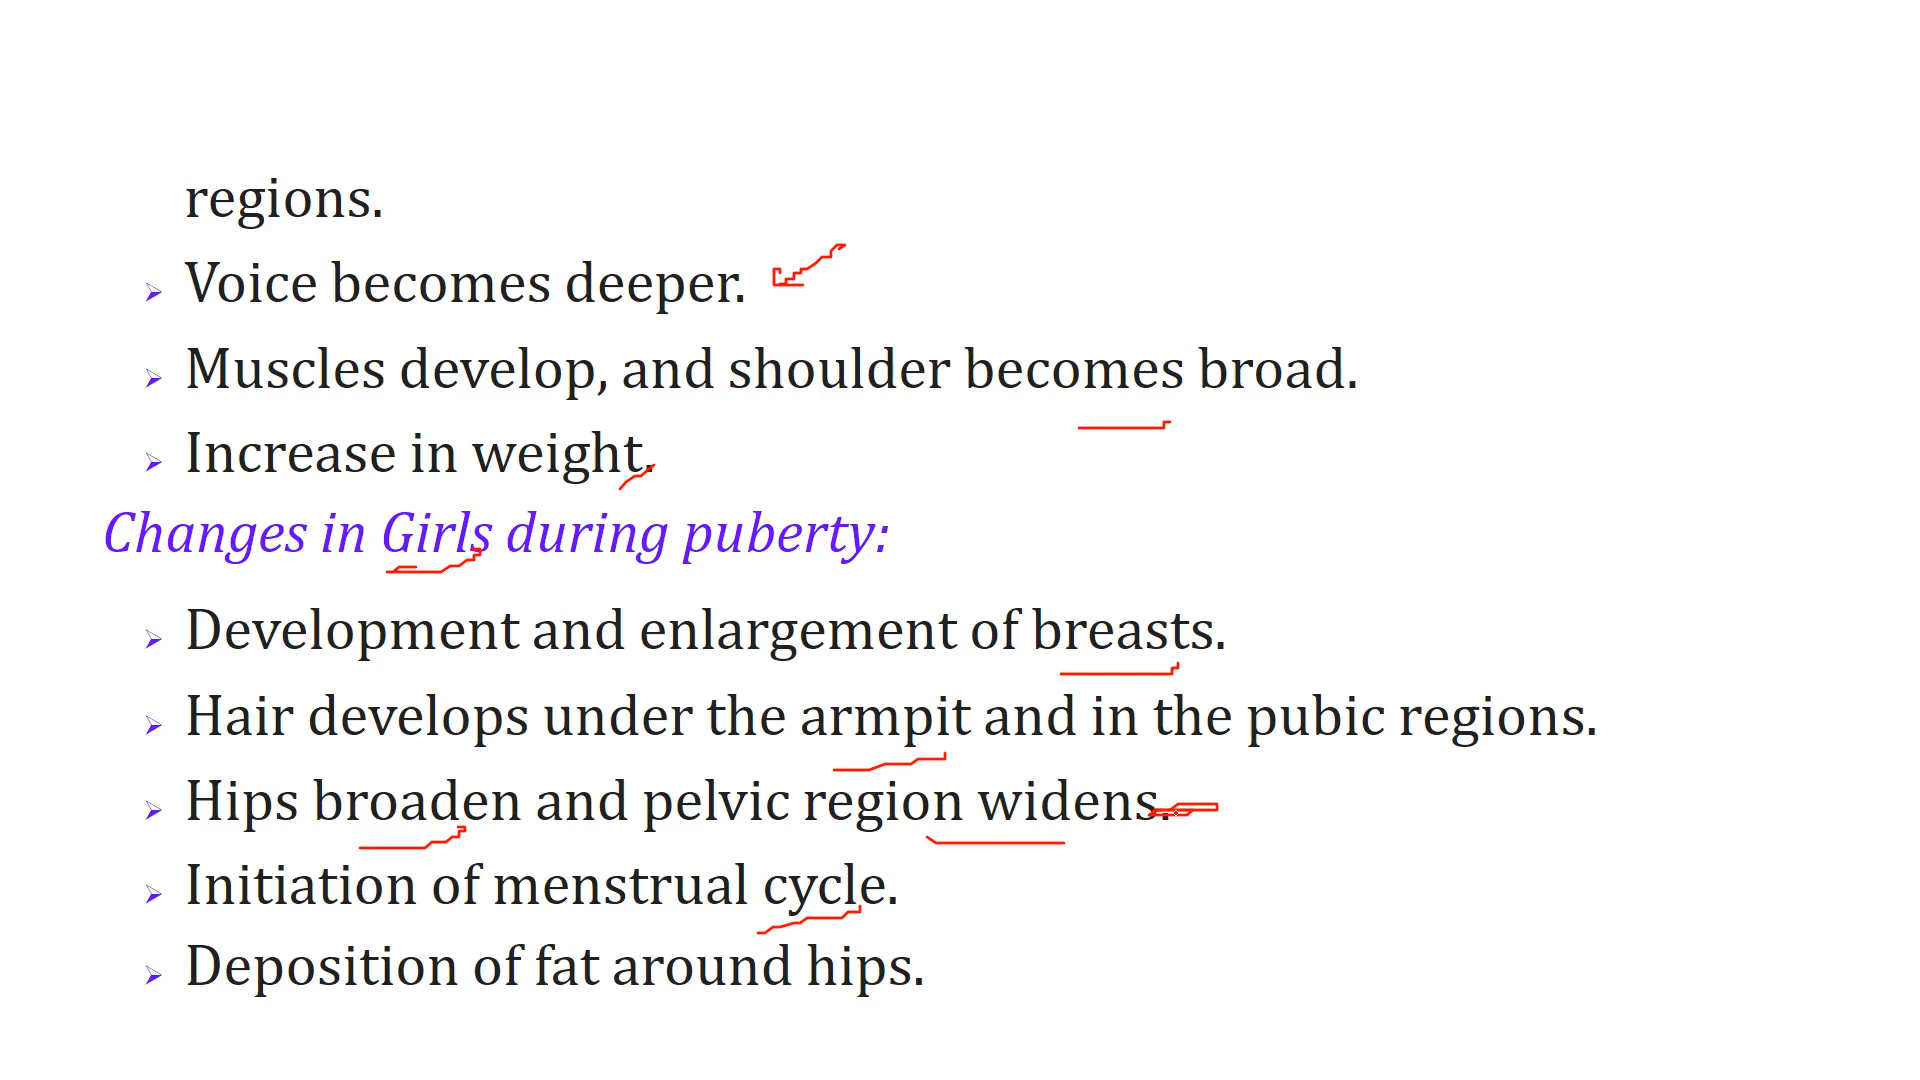 regions.
Voice becomes deeper.
Muscles develop, and shoulder becomes broad.
Increase in weight.
Changes in Girls during puberty:
Development and enlargement of breasts.
Hair develops under the armpit and in the pubic regions.
Hips broaden and pelvic region widens.
Initiation of menstrual cycle.
Deposition of fat around hips.